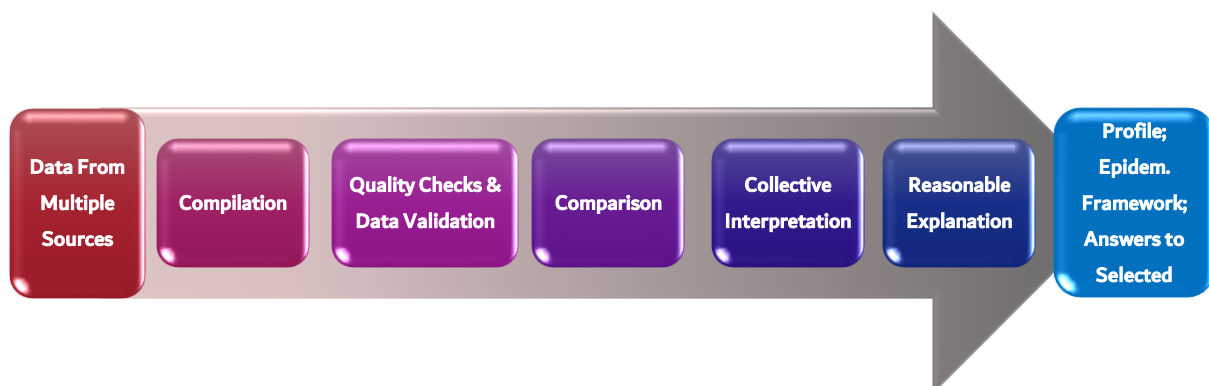 Data From
Multiple
Sources
Compilation
Quality Checks &
Data Validation
Comparison
Collective
Interpretation
Reasonable
Explanation
Profile;
Epidem.
Framework;
Answers to
Selected